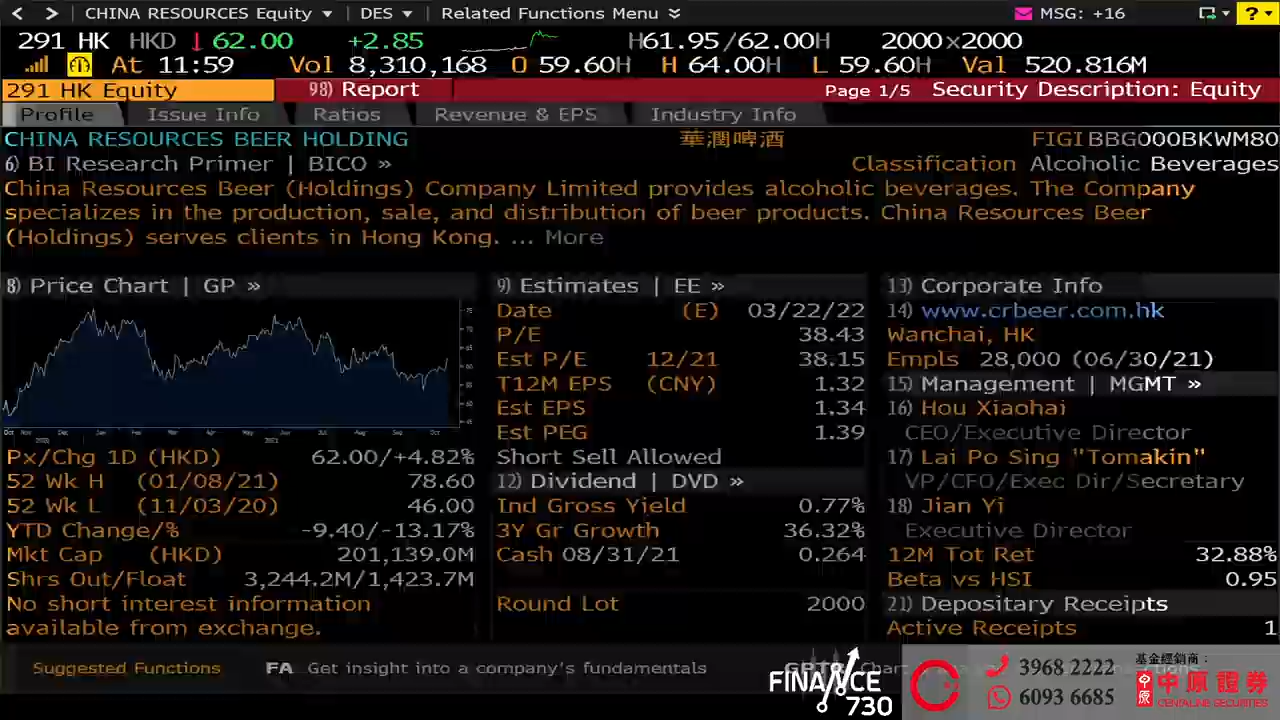 CHINA RESOURCES Equity DES Related Functions Menu MSG: +16 ?
291 HK HKD ↓ 62.00 +2.85 H61.95/62.00H 2000×2000
At 11:59 Vol 8,310,168 O 59.60H H 64.00H L 59.60H Val 520.816M
291 HK Equity 98) Report Page 1/5 Security Description: Equity
Profile Issue Info Ratios Revenue & EPS Industry Info
CHINA RESOURCES BEER HOLDING 華潤啤酒 FIGI BBG000BKWM80
6) BI Research Primer | BICO » Classification Alcoholic Beverages
China Resources Beer (Holdings) Company Limited provides alcoholic beverages. The Company
specializes in the production, sale, and distribution of beer products. China Resources Beer
(Holdings) serves clients in Hong Kong. ... More
8) Price Chart | GP »
Px/Chg 1D (HKD) 62.00/+4.82%
52 Wk H (01/08/21) 78.60
52 Wk L (11/03/20) 46.00
YTD Change/% -9.40/-13.17%
Mkt Cap (HKD) 201,139.0M
Shrs Out/Float 3,244.2M/1,423.7M
No short interest information
available from exchange.
9) Estimates | EE »
Date (E) 03/22/22
P/E 38.43
Est P/E 12/21 38.15
T12M EPS (CNY) 1.32
Est EPS 1.34
Est PEG 1.39
Short Sell Allowed
12) Dividend | DVD »
Ind Gross Yield 0.77%
3Y Gr Growth 36.32%
Cash 08/31/21 0.264
Round Lot 2000
13) Corporate Info
14) www.crbeer.com.hk
Wanchai, HK
Empls 28,000 (06/30/21)
15) Management | MGMT »
16) Hou Xiaohai
CEO/Executive Director
17) Lai Po Sing "Tomakin"
VP/CFO/Exec Dir/Secretary
18) Jian Yi
Executive Director
12M Tot Ret 32.88%
Beta vs HSI 0.95
21) Depositary Receipts
Active Receipts 1
Suggested Functions FA Get insight into a company's fundamentals
FINANCE
730
3968 2222
6093 6685
基金經銷商：
中原
中原證券
CENTALINE SECURITIES